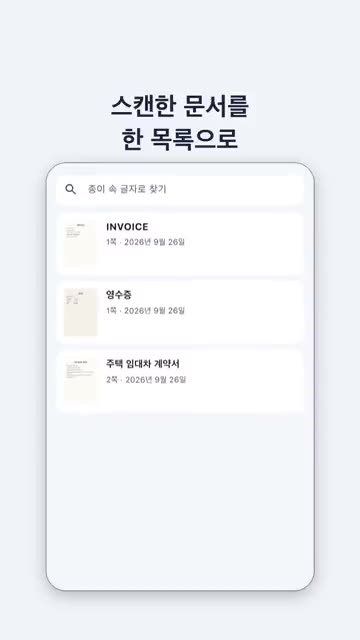 스캔한 문서를
한 목록으로
종이 속 글자로 찾기
INVOICE
1쪽 · 2026년 9월 26일
영수증
1쪽 · 2026년 9월 26일
주택 임대차 계약서
2쪽 · 2026년 9월 26일